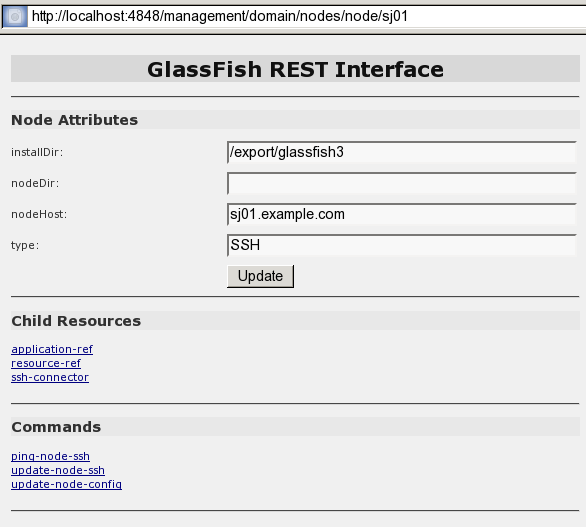 http://localhost:4848/management/domain/nodes/node/sj01
GlassFish REST Interface
Node Attributes
installDir: /export/glassfish3
nodeDir:
nodeHost: sj01.example.com
type: SSH
Update
Child Resources
application-ref
resource-ref
ssh-connector
Commands
ping-node-ssh
update-node-ssh
update-node-config